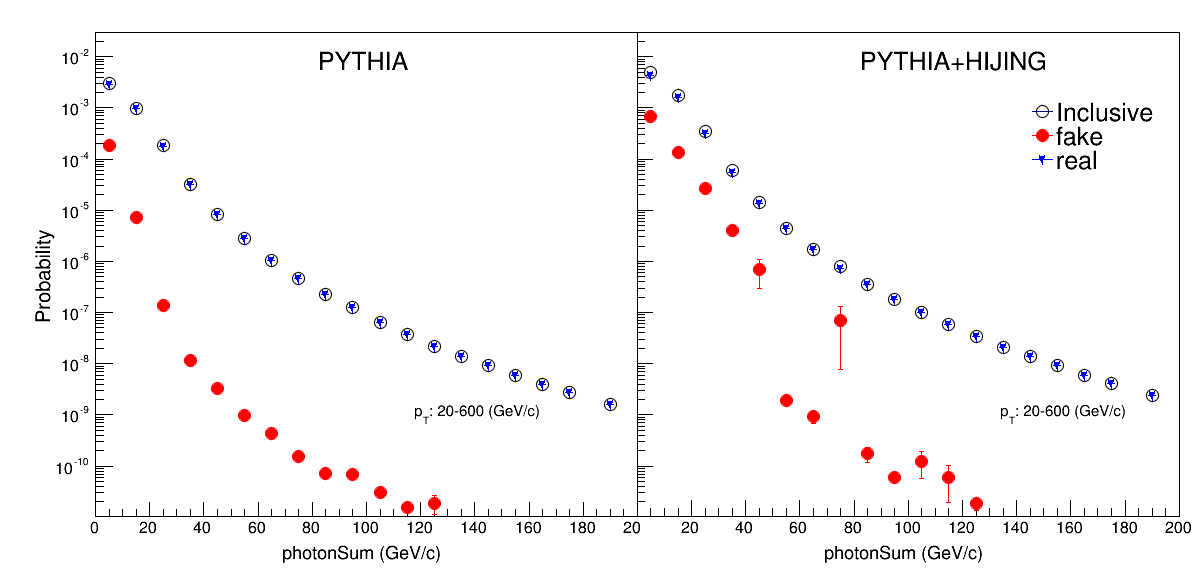 PYTHIA
PYTHIA+HIJING
Inclusive
fake
real
Probability
10-2
10-3
10-4
10-5
10-6
10-7
10-8
10-9
10-10
pT: 20-600 (GeV/c)
pT: 20-600 (GeV/c)
0 20 40 60 80 100 120 140 160 180 20
20 40 60 80 100 120 140 160 180 200
photonSum (GeV/c)
photonSum (GeV/c)